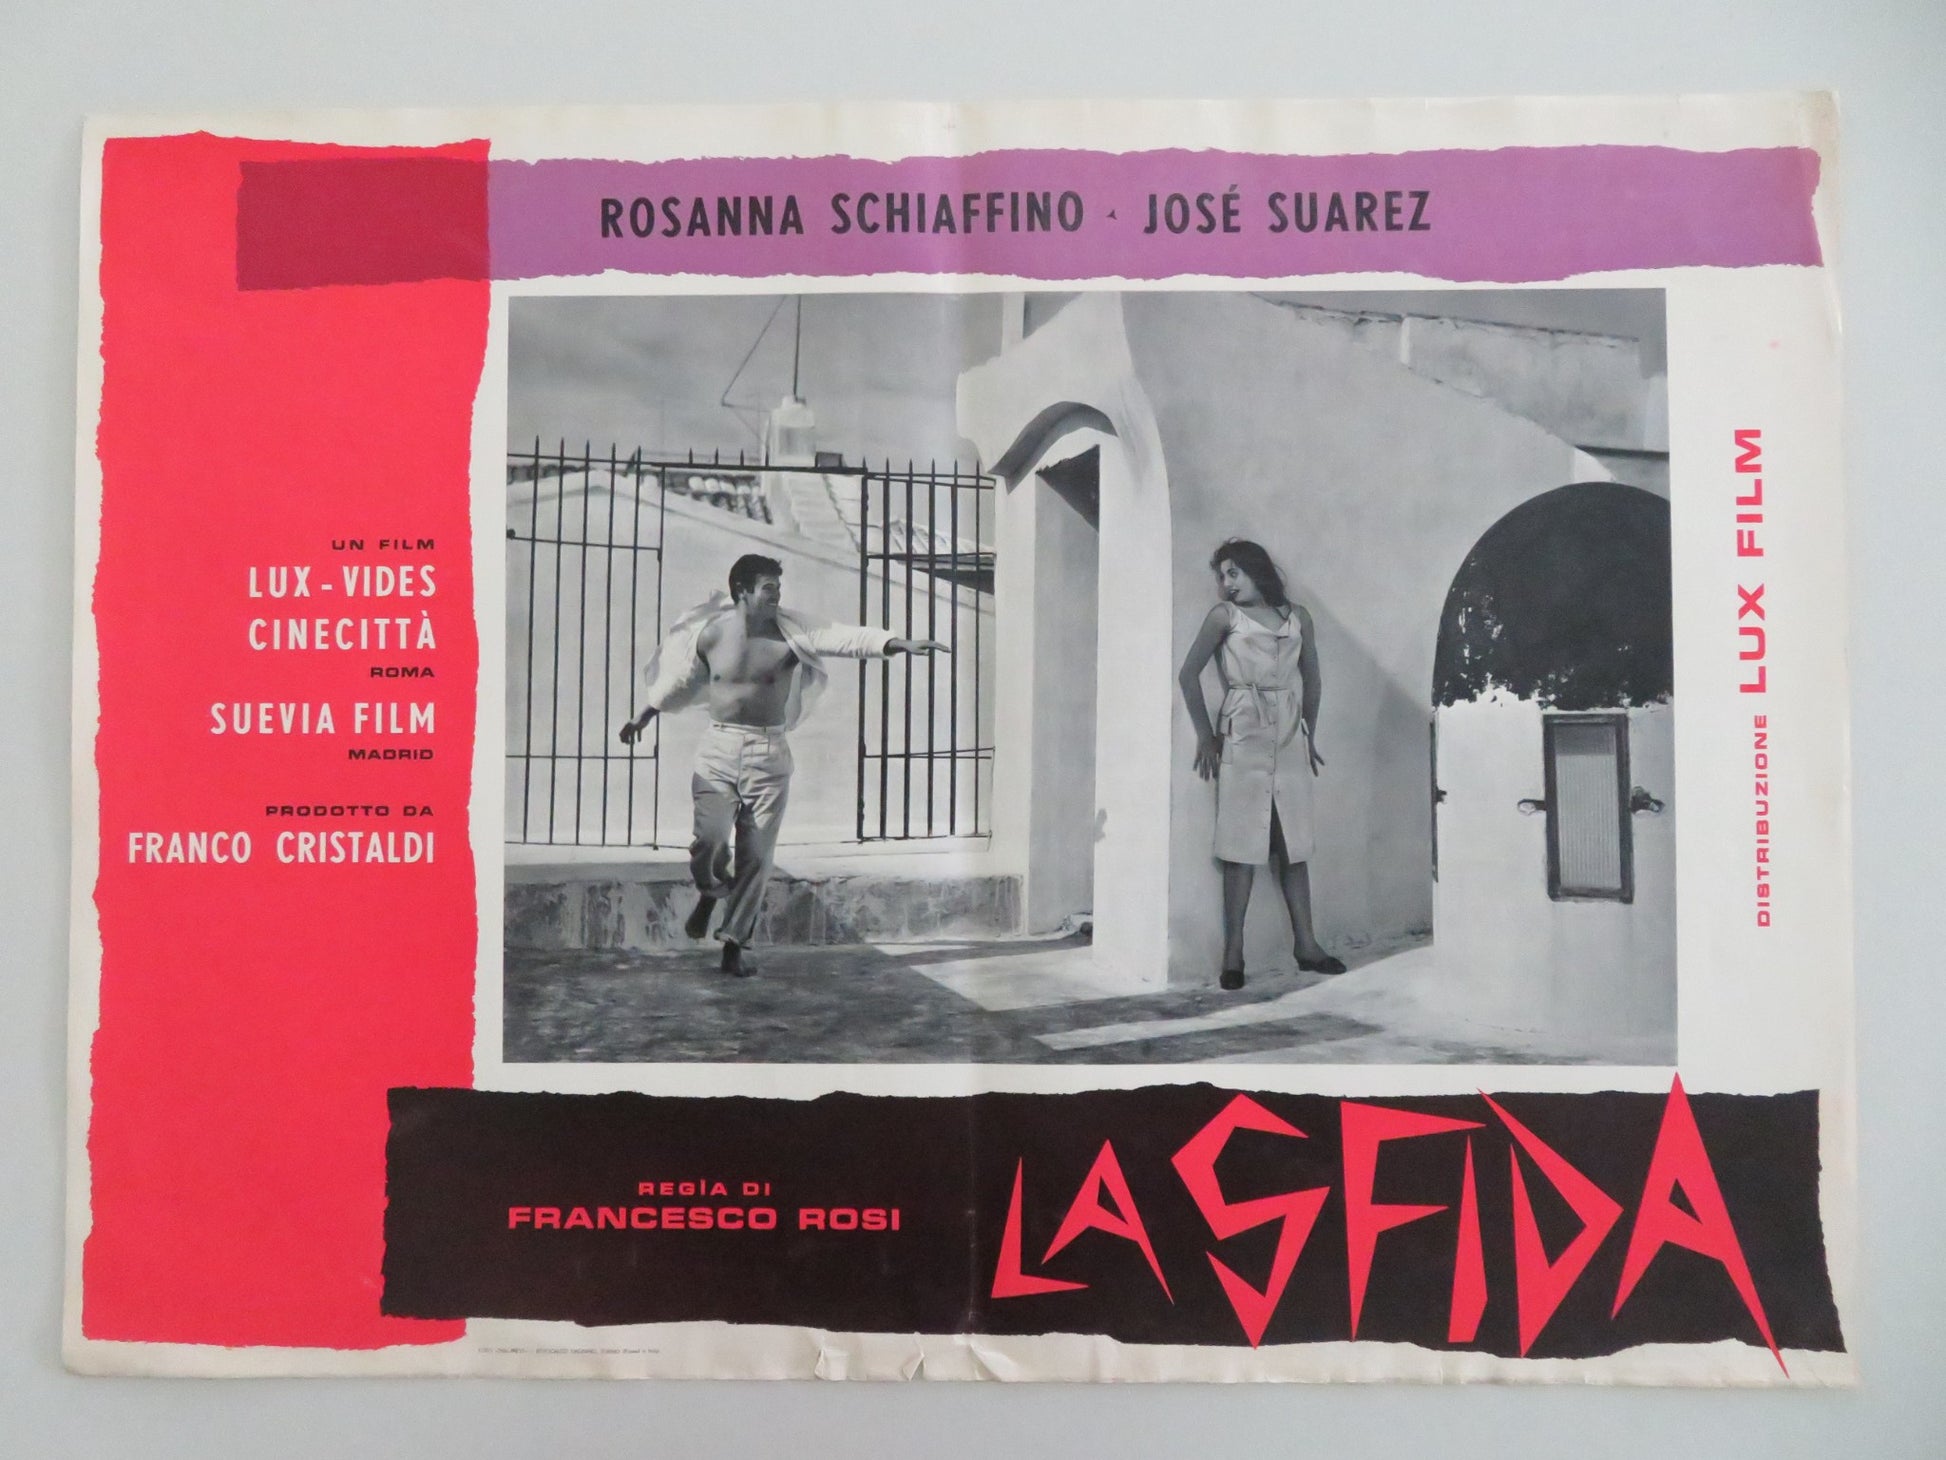 ROSANNA SCHIAFFINO · JOSÉ SUAREZ
UN FILM
LUX - VIDES
CINECITTÀ
ROMA
SUEVIA FILM
MADRID
PRODOTTO DA
FRANCO CRISTALDI
DISTRIBUZIONE LUX FILM
REGÌA DI
FRANCESCO ROSI
LA SFIDA